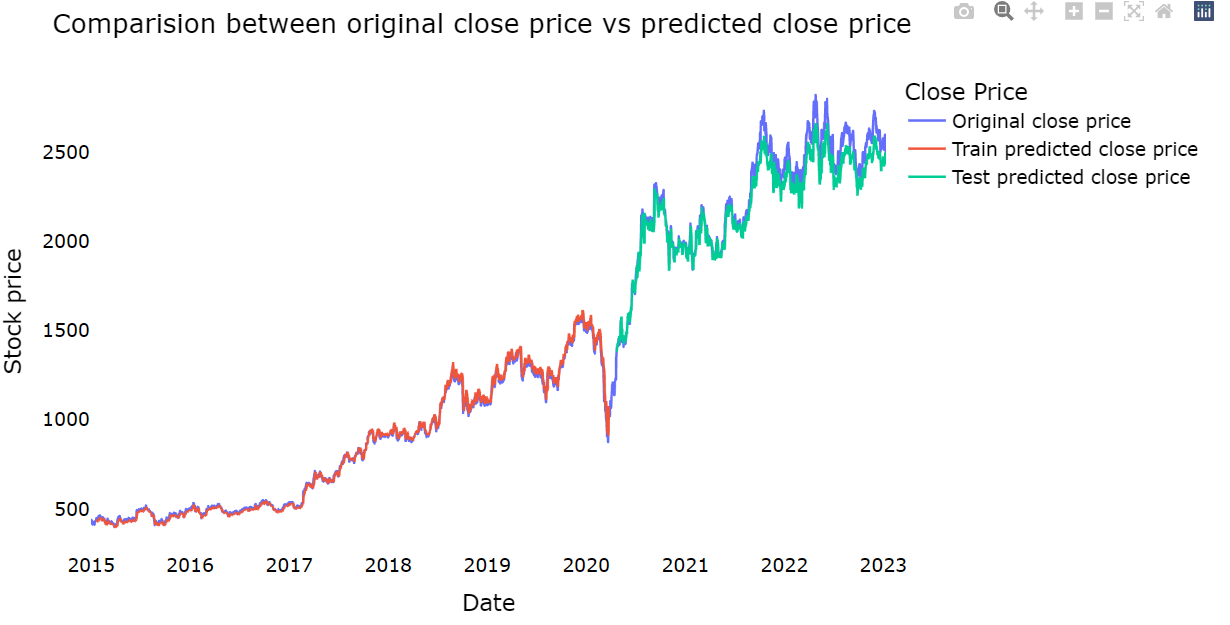 Comparision between original close price vs predicted close price
Close Price
Original close price
Train predicted close price
Test predicted close price
Stock price
2500
2000
1500
1000
500
2015 2016 2017 2018 2019 2020 2021 2022 2023
Date